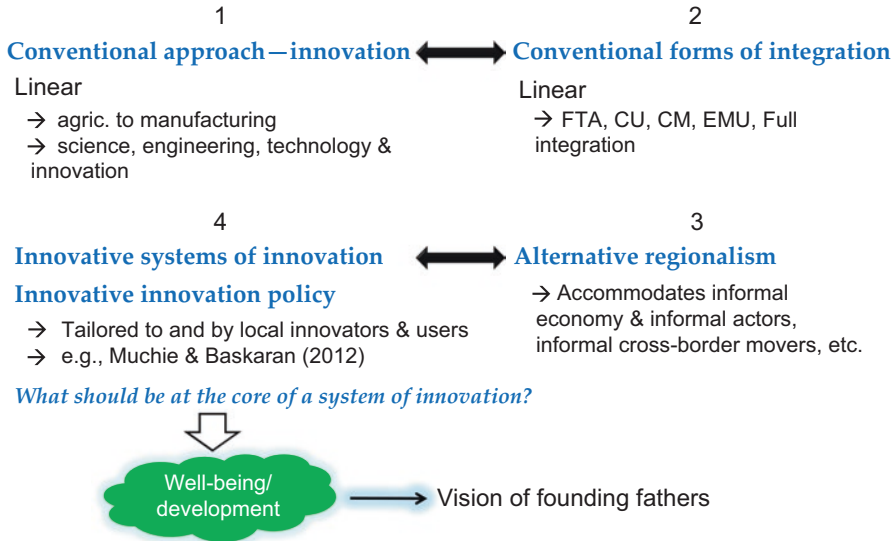 1
Conventional approach—innovation
Linear
→ agric. to manufacturing
→ science, engineering, technology &
innovation
2
Conventional forms of integration
Linear
→ FTA, CU, CM, EMU, Full
integration
4
Innovative systems of innovation
Innovative innovation policy
→ Tailored to and by local innovators & users
→ e.g., Muchie & Baskaran (2012)
3
Alternative regionalism
→ Accommodates informal
economy & informal actors,
informal cross-border movers, etc.
What should be at the core of a system of innovation?
Well-being/
development
Vision of founding fathers